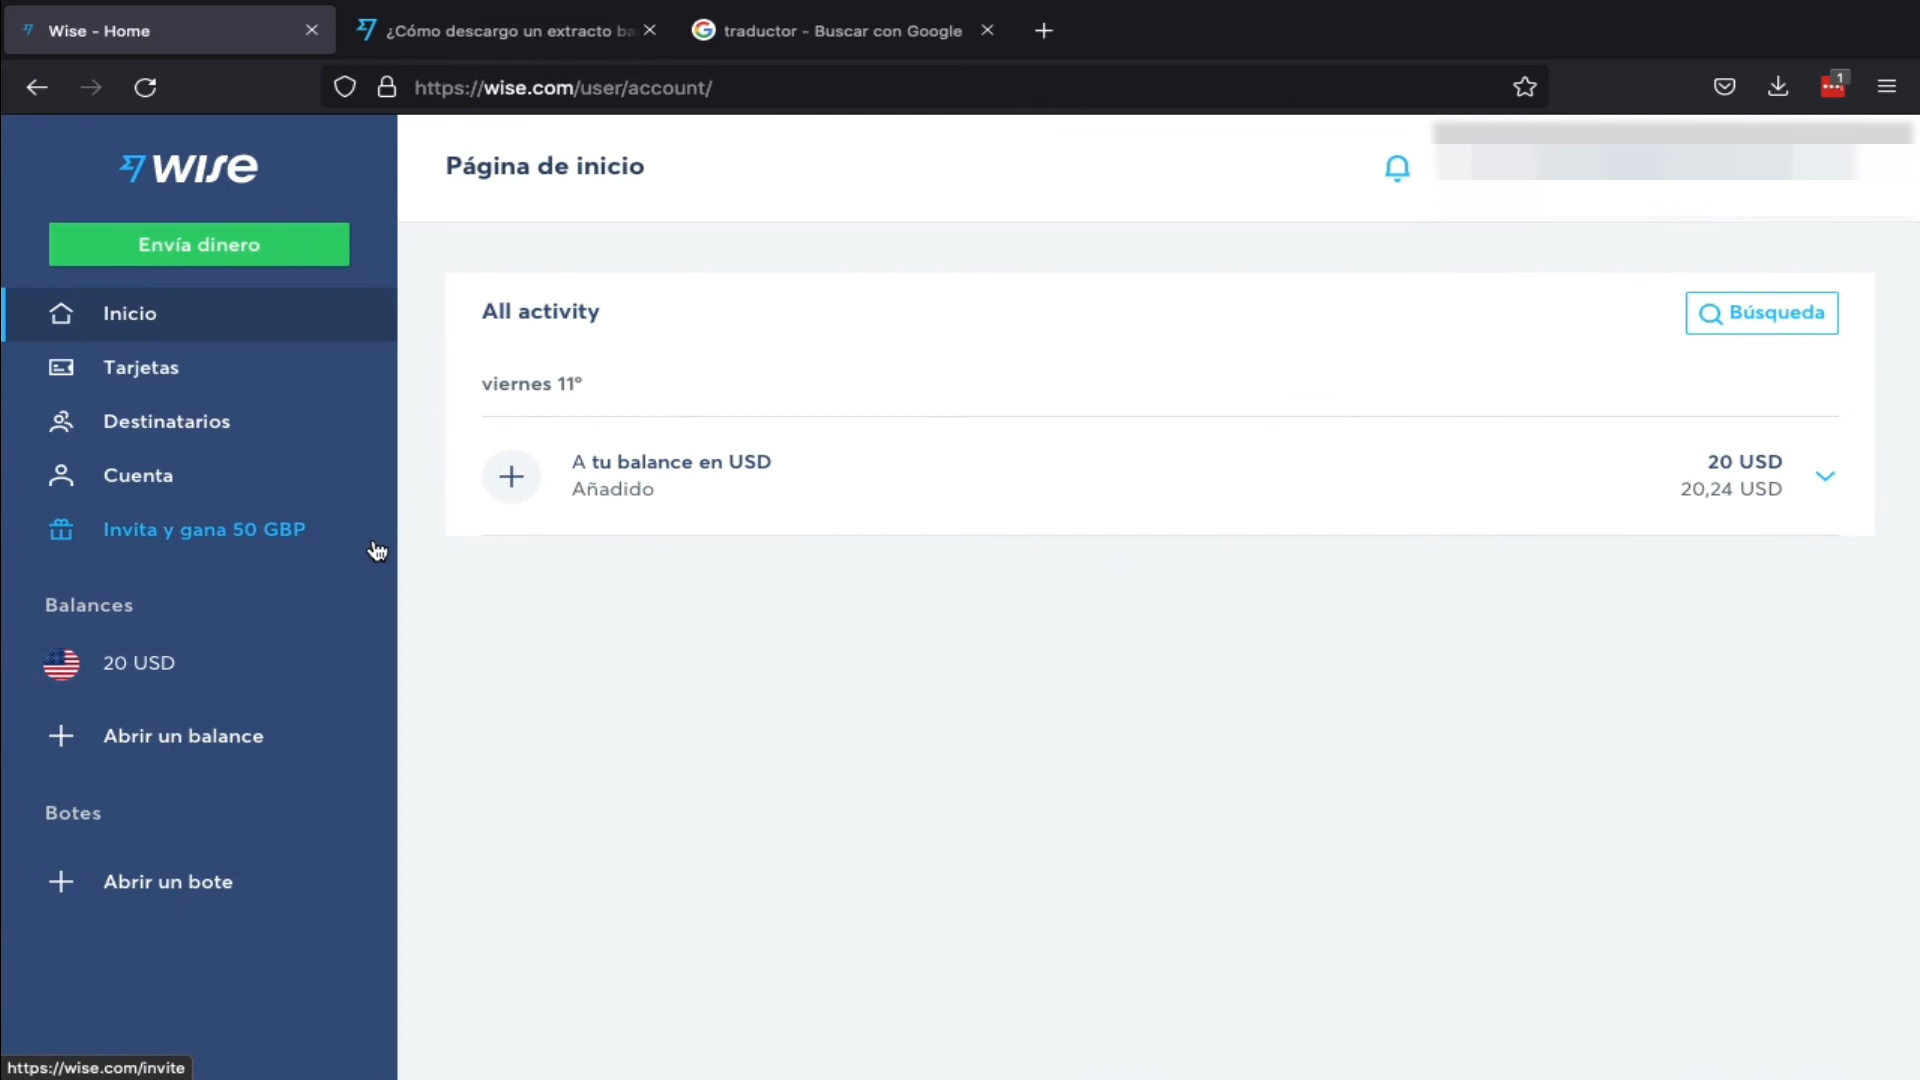 Wise - Home
¿Cómo descargo un extracto ba
traductor - Buscar con Google
https://wise.com/user/account/
1
wise
Página de inicio
Envía dinero
Inicio
Tarjetas
Destinatarios
Cuenta
Invita y gana 50 GBP
Balances
20 USD
Abrir un balance
Botes
Abrir un bote
All activity
Búsqueda
viernes 11º
A tu balance en USD
20 USD
Añadido
20,24 USD
https://wise.com/invite